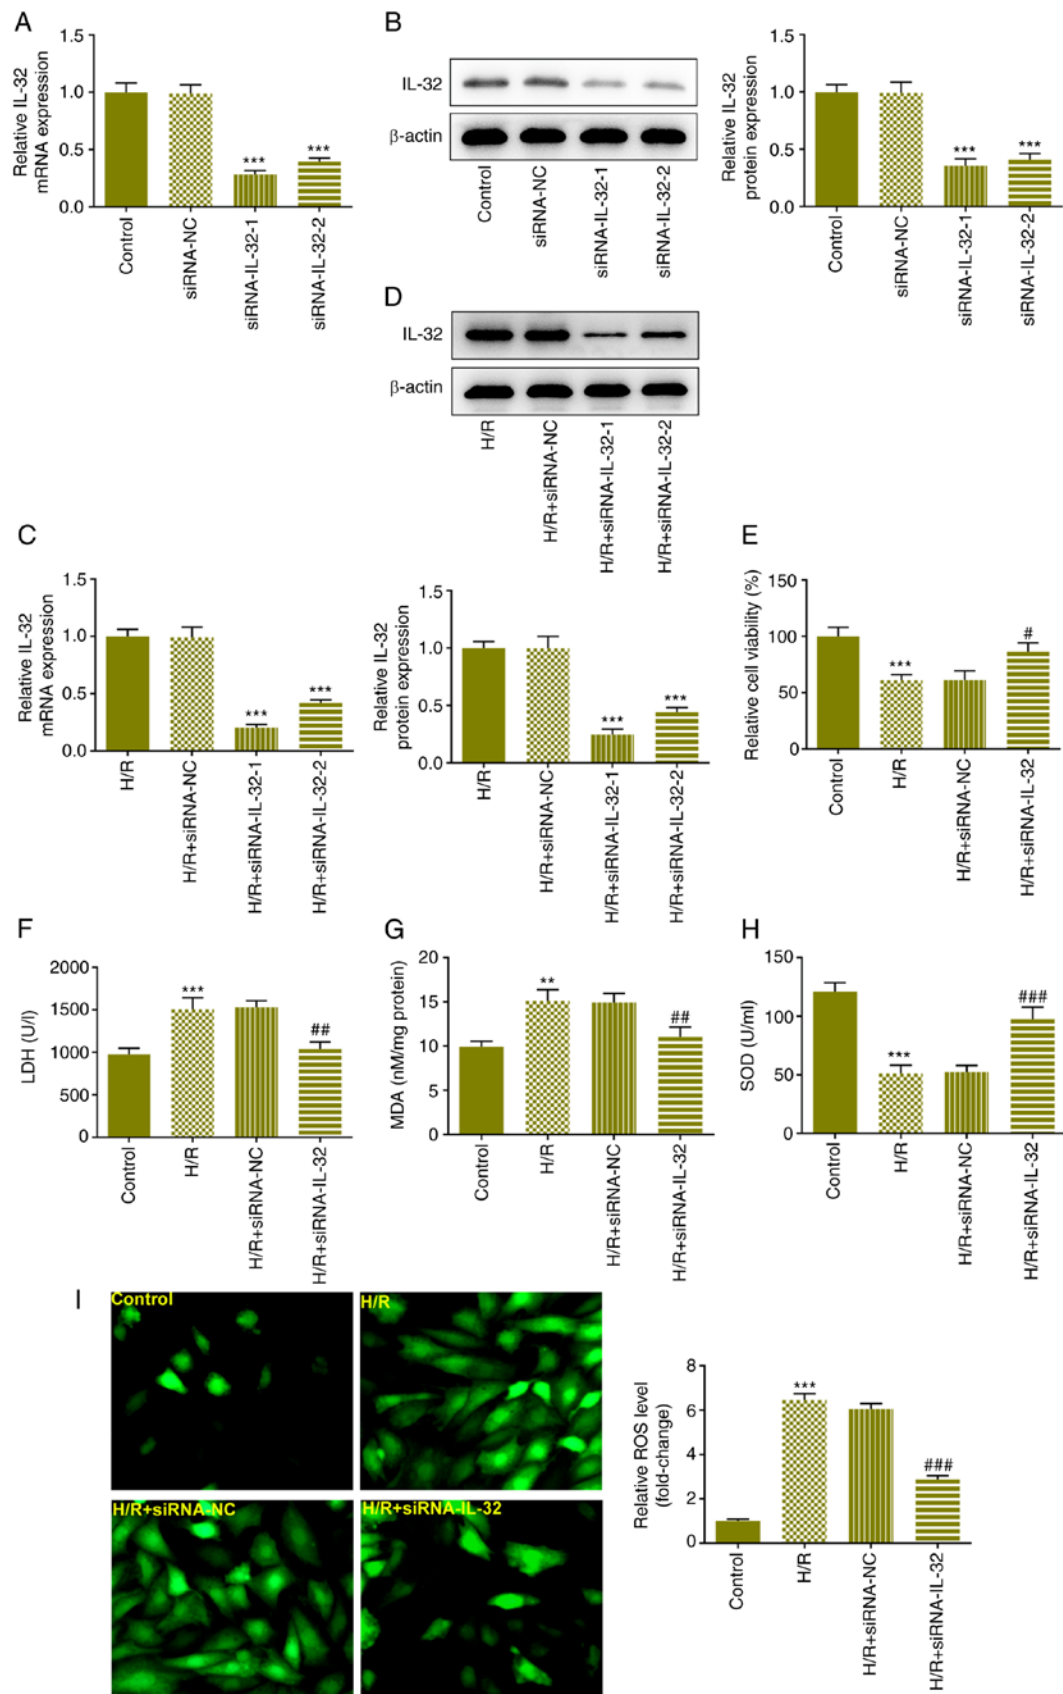 A
Relative IL-32
mRNA expression
1.5
1.0
0.5
0.0
***
***
Control
siRNA-NC
siRNA-IL-32-1
siRNA-IL-32-2
B
IL-32
β-actin
Control
siRNA-NC
siRNA-IL-32-1
siRNA-IL-32-2
Relative IL-32
protein expression
1.5
1.0
0.5
0.0
***
***
Control
siRNA-NC
siRNA-IL-32-1
siRNA-IL-32-2
D
IL-32
β-actin
H/R
H/R+siRNA-NC
H/R+siRNA-IL-32-1
H/R+siRNA-IL-32-2
C
Relative IL-32
mRNA expression
1.5
1.0
0.5
0.0
***
***
H/R
H/R+siRNA-NC
H/R+siRNA-IL-32-1
H/R+siRNA-IL-32-2
Relative IL-32
protein expression
1.5
1.0
0.5
0.0
***
***
H/R
H/R+siRNA-NC
H/R+siRNA-IL-32-1
H/R+siRNA-IL-32-2
E
Relative cell viability (%)
150
100
50
0
***
#
Control
H/R
H/R+siRNA-NC
H/R+siRNA-IL-32
F
LDH (U/l)
2000
1500
1000
500
0
***
##
Control
H/R
H/R+siRNA-NC
H/R+siRNA-IL-32
G
MDA (nM/mg protein)
20
15
10
5
0
**
##
Control
H/R
H/R+siRNA-NC
H/R+siRNA-IL-32
H
SOD (U/ml)
150
100
50
0
***
###
Control
H/R
H/R+siRNA-NC
H/R+siRNA-IL-32
I
Control
H/R
H/R+siRNA-NC
H/R+siRNA-IL-32
Relative ROS level
(fold-change)
8
6
4
2
0
***
###
Control
H/R
H/R+siRNA-NC
H/R+siRNA-IL-32